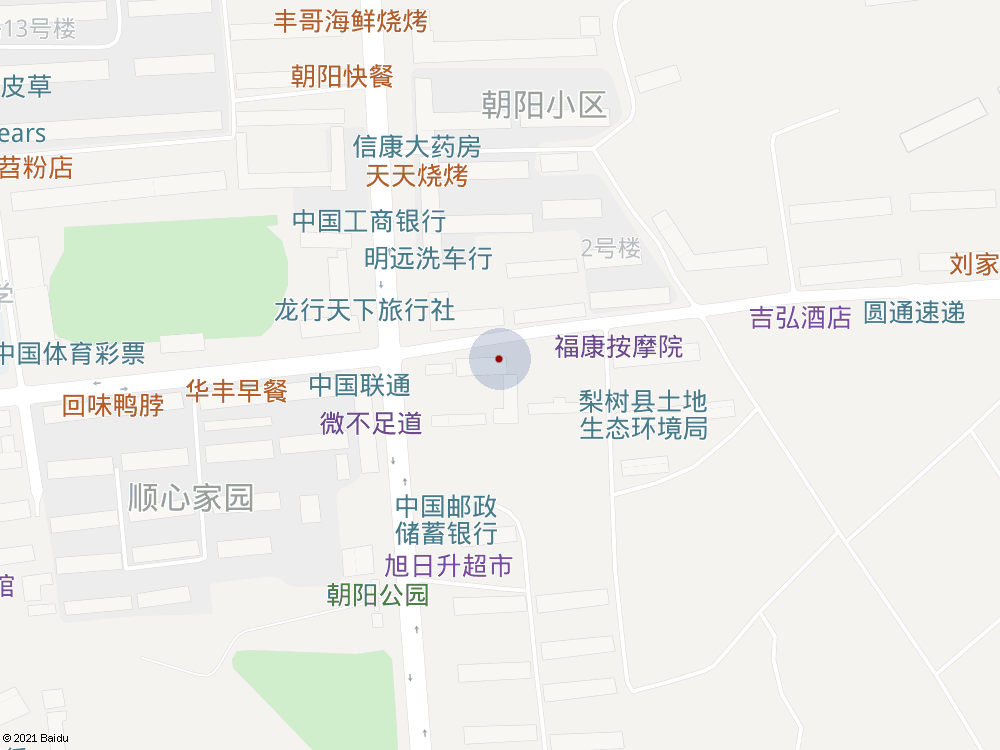 丰哥海鲜烧烤
13号楼
朝阳快餐
皮草
朝阳小区
ears
信康大药房
苕粉店
天天烧烤
中国工商银行
2号楼
明远洗车行
刘家
学
龙行天下旅行社
吉弘酒店
圆通速递
福康按摩院
中国体育彩票
中国联通
华丰早餐
回味鸭脖
微不足道
梨树县土地
生态环境局
顺心家园
中国邮政
储蓄银行
旭日升超市
馆
朝阳公园
© 2021 Baidu